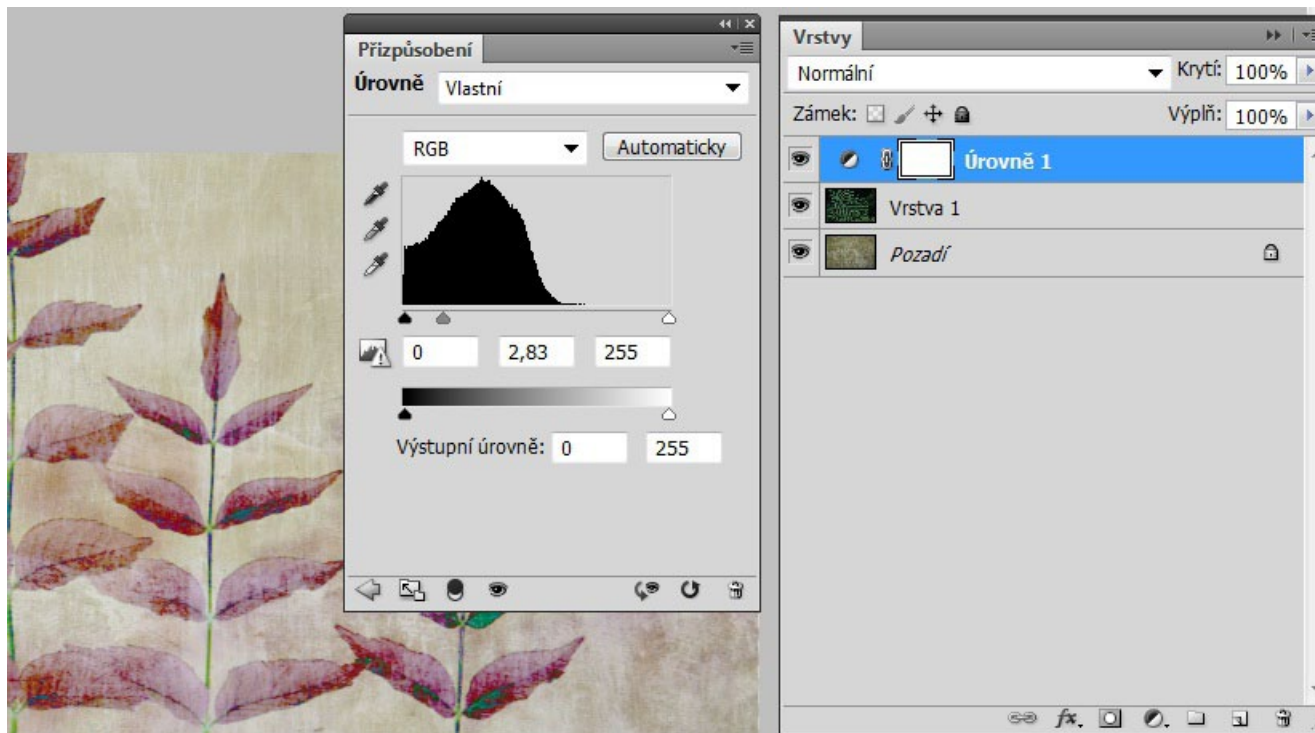 Přizpůsobení
Úrovně Vlastní
RGB Automaticky
0 2,83 255
Výstupní úrovně: 0 255
Vrstvy
Normální Krytí: 100%
Zámek: Výplň: 100%
Úrovně 1
Vrstva 1
Pozadí
fx.